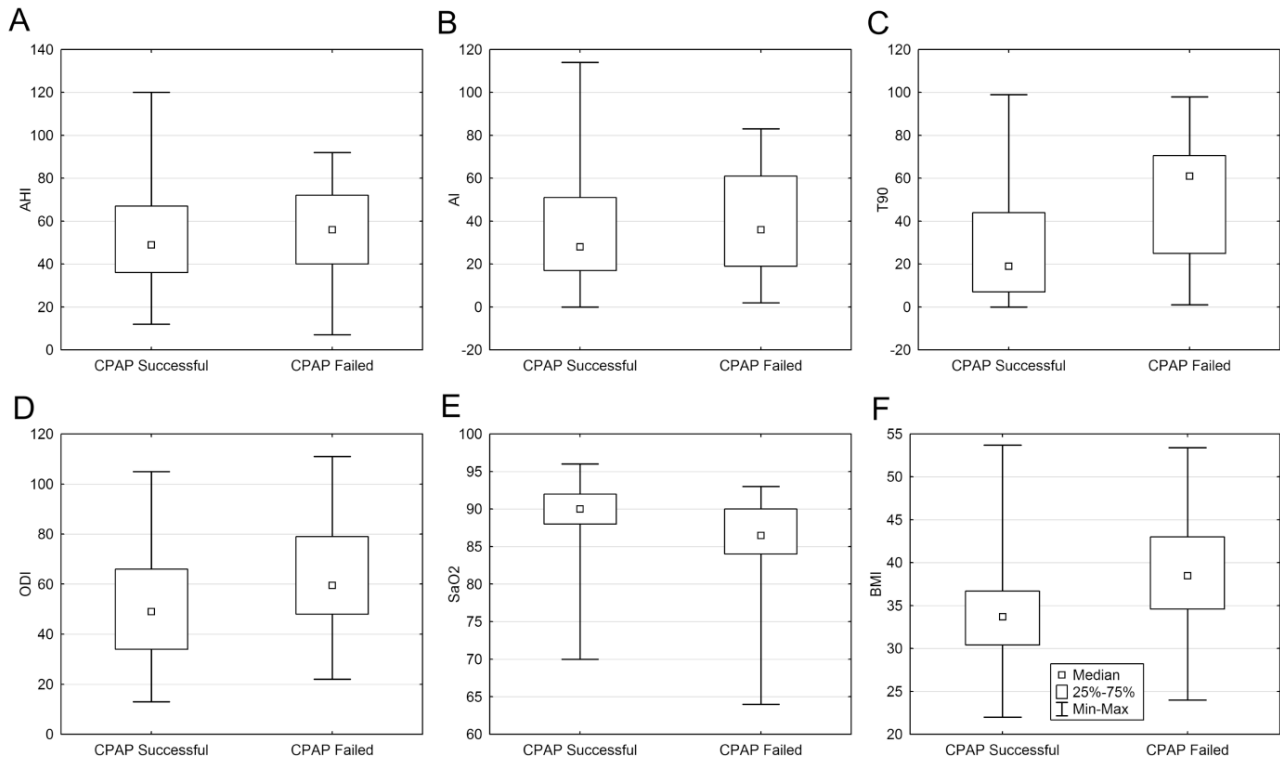 A
AHI
140
120
100
80
60
40
20
0
CPAP Successful CPAP Failed
B
AI
120
100
80
60
40
20
0
-20
CPAP Successful CPAP Failed
C
T90
120
100
80
60
40
20
0
-20
CPAP Successful CPAP Failed
D
ODI
120
100
80
60
40
20
0
CPAP Successful CPAP Failed
E
SaO2
100
95
90
85
80
75
70
65
60
CPAP Successful CPAP Failed
F
BMI
55
50
45
40
35
30
25
20
Median
25%-75%
Min-Max
CPAP Successful CPAP Failed